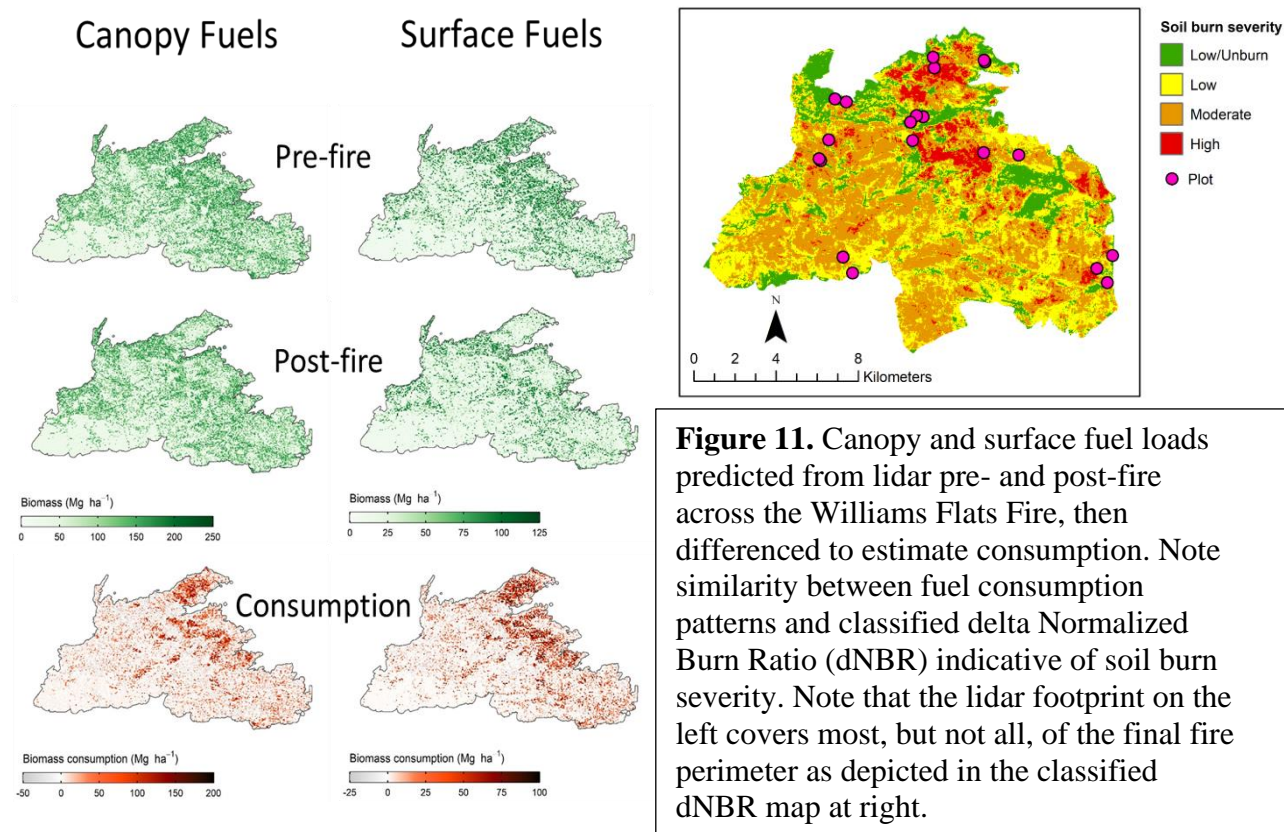 Canopy Fuels
Surface Fuels
Pre-fire
Post-fire
Biomass (Mg ha⁻¹)
0 50 100 150 200 250
Biomass (Mg ha⁻¹)
0 25 50 75 100 125
Consumption
Biomass consumption (Mg ha⁻¹)
-50 0 50 100 150 200
Biomass consumption (Mg ha⁻¹)
-25 0 25 50 75 100
Soil burn severity
Low/Unburn
Low
Moderate
High
Plot
N
0 2 4 8
Kilometers
Figure 11. Canopy and surface fuel loads
predicted from lidar pre- and post-fire
across the Williams Flats Fire, then
differenced to estimate consumption. Note
similarity between fuel consumption
patterns and classified delta Normalized
Burn Ratio (dNBR) indicative of soil burn
severity. Note that the lidar footprint on the
left covers most, but not all, of the final fire
perimeter as depicted in the classified
dNBR map at right.